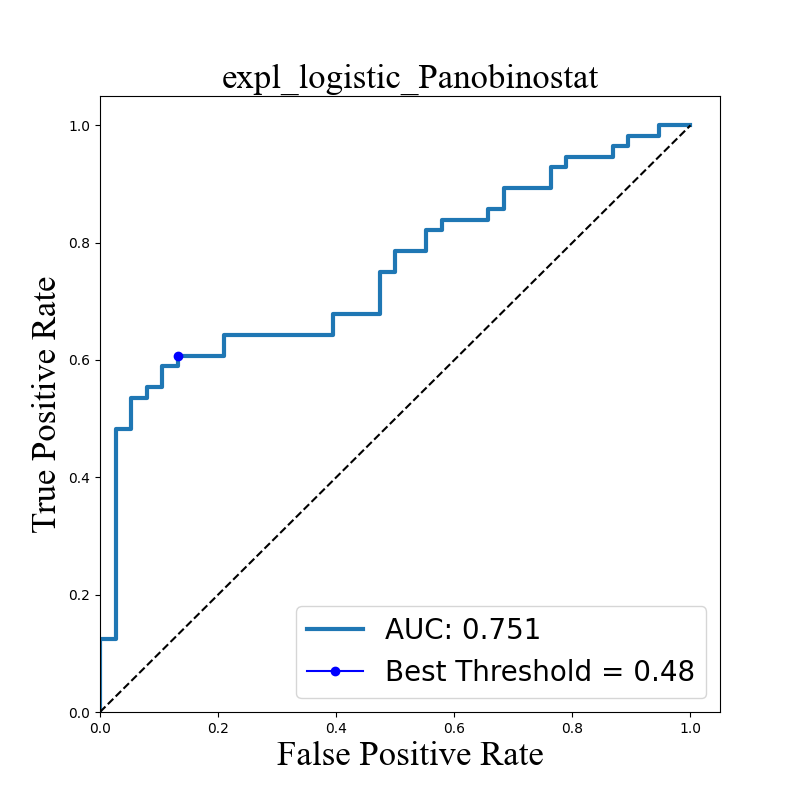 expl_logistic_Panobinostat
True Positive Rate
1.0
0.8
0.6
0.4
0.2
0.0
AUC: 0.751
Best Threshold = 0.48
0.0 0.2 0.4 0.6 0.8 1.0
False Positive Rate